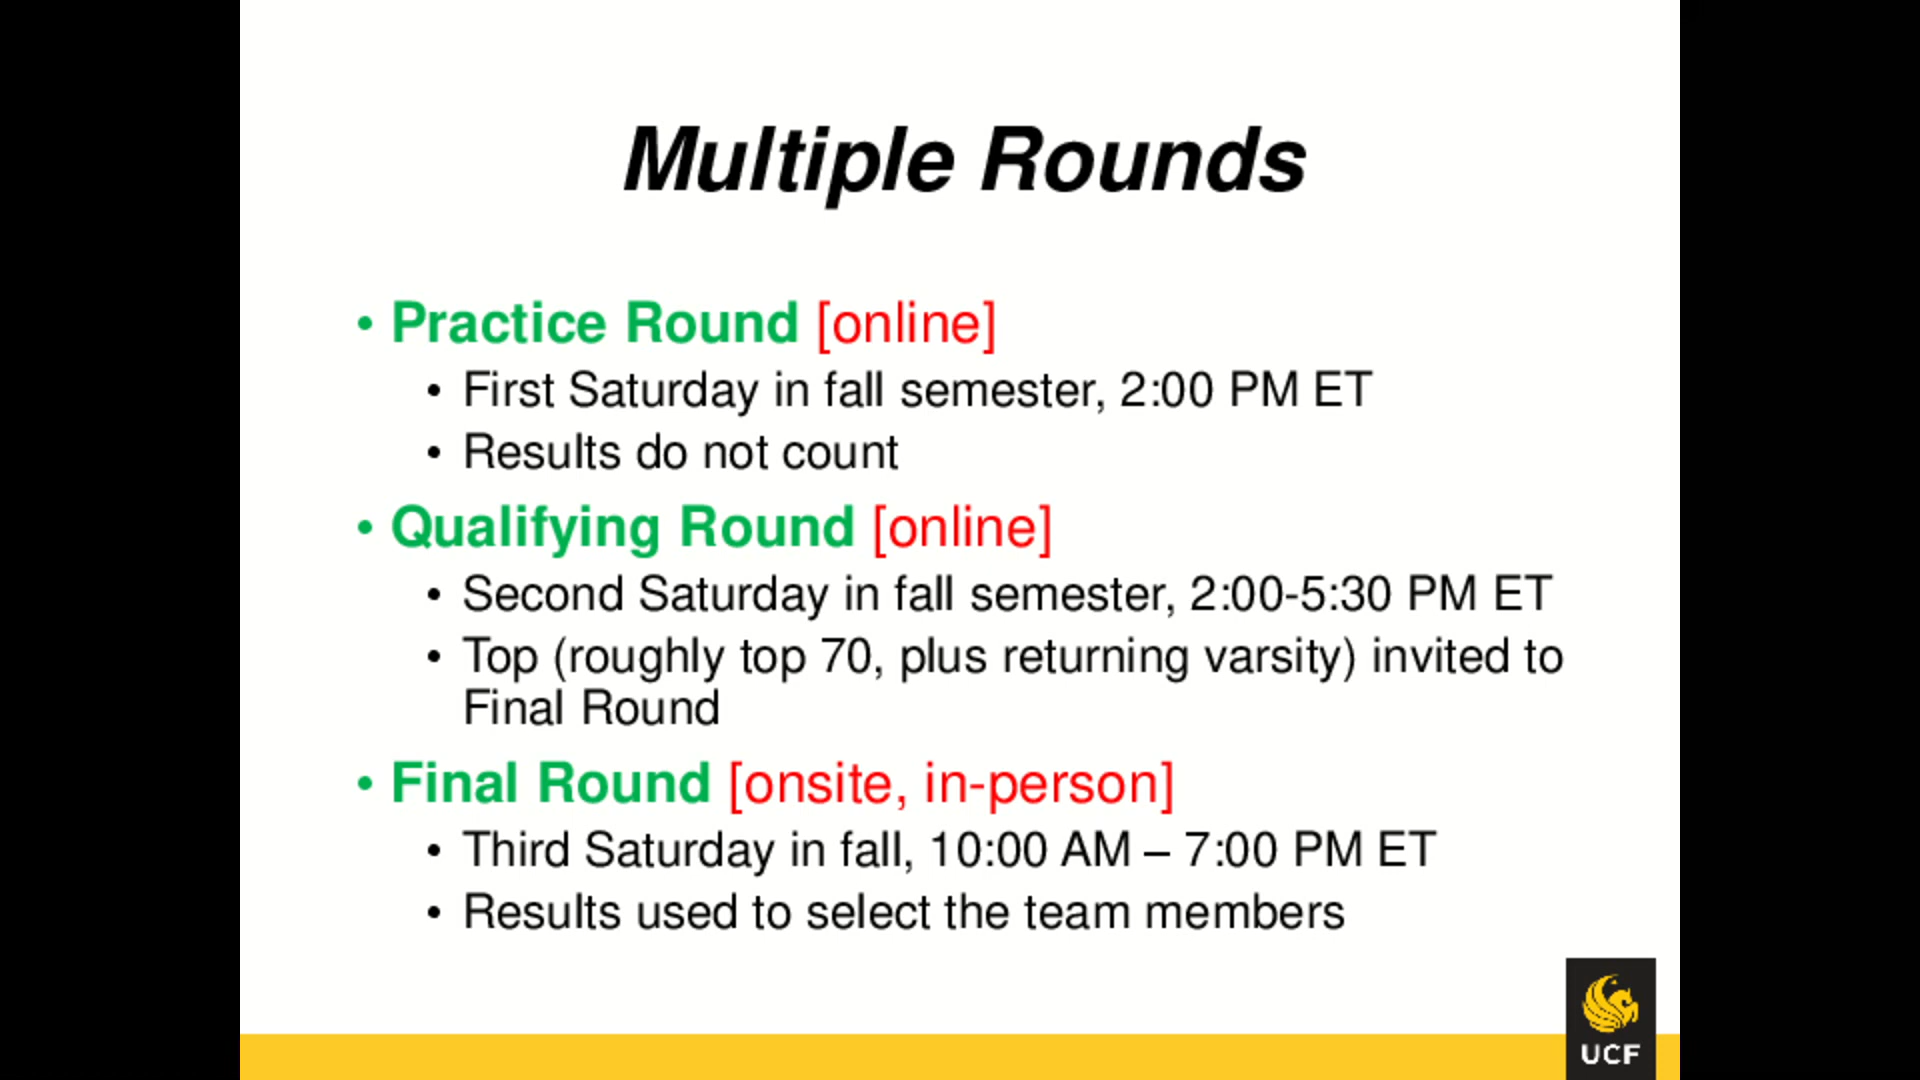 Multiple Rounds
• Practice Round [online]
• First Saturday in fall semester, 2:00 PM ET
• Results do not count
• Qualifying Round [online]
• Second Saturday in fall semester, 2:00-5:30 PM ET
• Top (roughly top 70, plus returning varsity) invited to
Final Round
• Final Round [onsite, in-person]
• Third Saturday in fall, 10:00 AM – 7:00 PM ET
• Results used to select the team members
UCF